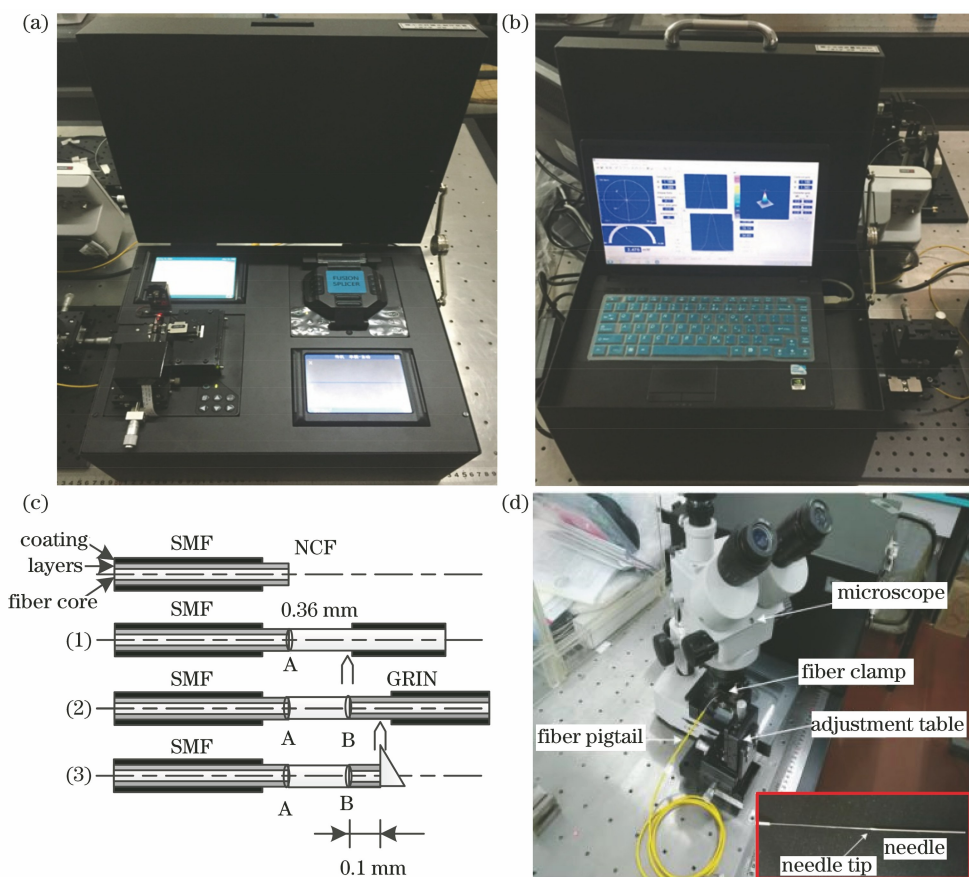 (a)
FUSION
SPLICER
(b)
(c)
coating
layers
fiber core
SMF
NCF
(1)
SMF
0.36 mm
A
(2)
SMF
GRIN
A
B
(3)
SMF
A
B
0.1 mm
(d)
microscope
fiber clamp
adjustment table
fiber pigtail
needle
needle tip